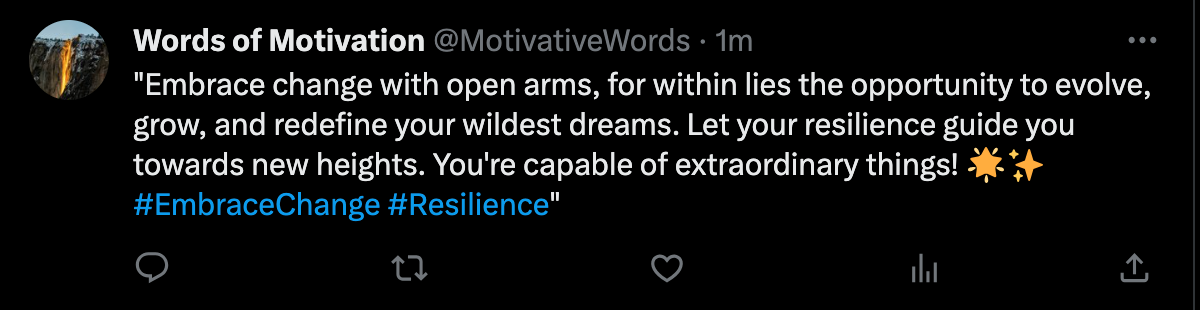 Words of Motivation @MotivativeWords · 1m
"Embrace change with open arms, for within lies the opportunity to evolve,
grow, and redefine your wildest dreams. Let your resilience guide you
towards new heights. You're capable of extraordinary things! 🌟✨
#EmbraceChange #Resilience"